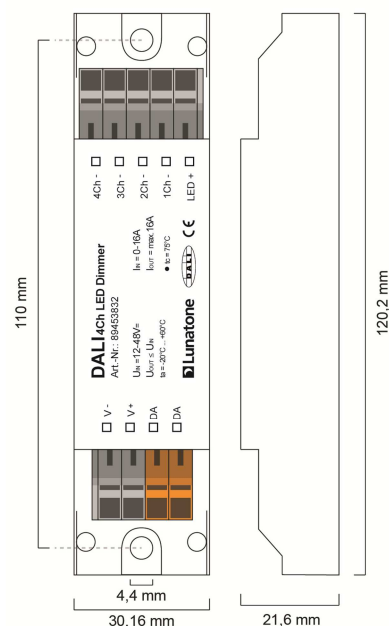 4Ch -
3Ch -
2Ch -
1Ch -
LED +
DALI 4Ch LED Dimmer
Art.-Nr.: 89453832
UIN =12-48V=
UOUT ≤ UIN
ta = -20°C ... +60°C
IIN = 0-16A
IOUT = max.16A
● tc = 75°C
Lunatone
DALI
CE
V -
V +
DA
DA
110 mm
120.2 mm
4,4 mm
30,16 mm
21,6 mm